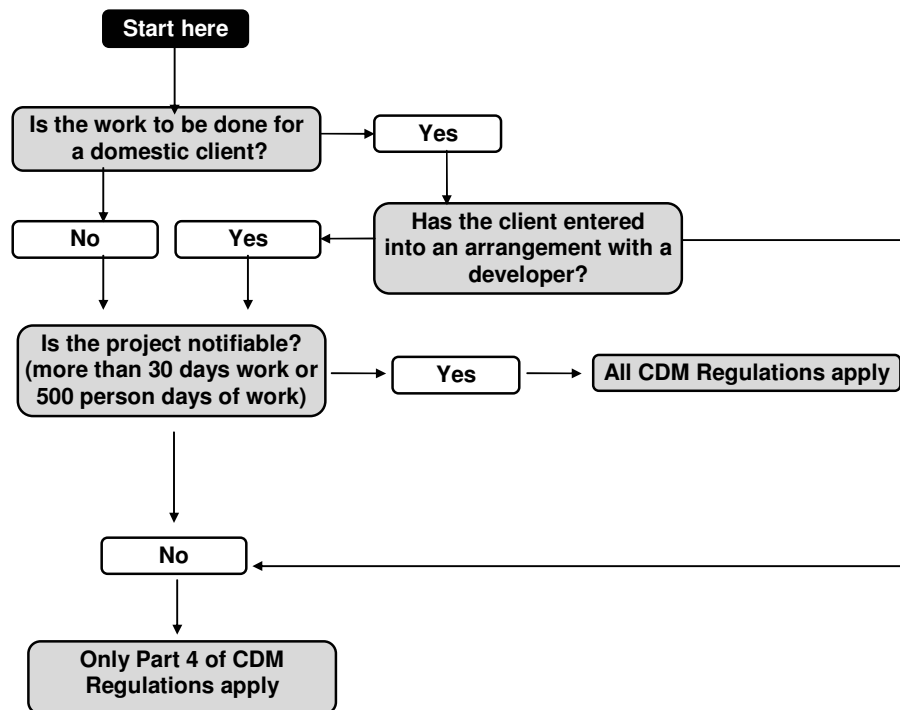 Start here
Is the work to be done for
a domestic client?
Yes
Has the client entered
into an arrangement with a
developer?
No
Yes
Is the project notifiable?
(more than 30 days work or
500 person days of work)
Yes
All CDM Regulations apply
No
Only Part 4 of CDM
Regulations apply